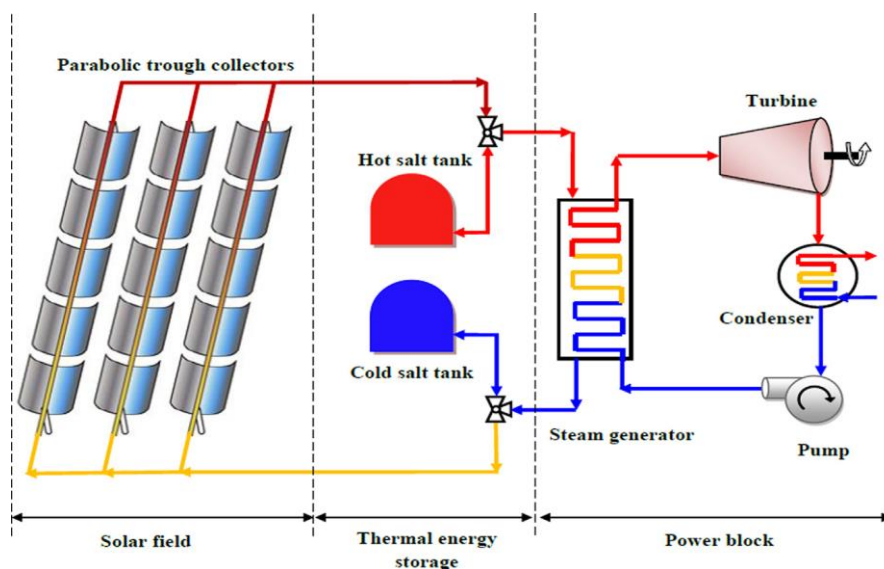 Parabolic trough collectors
Turbine
Hot salt tank
Condenser
Cold salt tank
Steam generator
Pump
Solar field
Thermal energy
storage
Power block